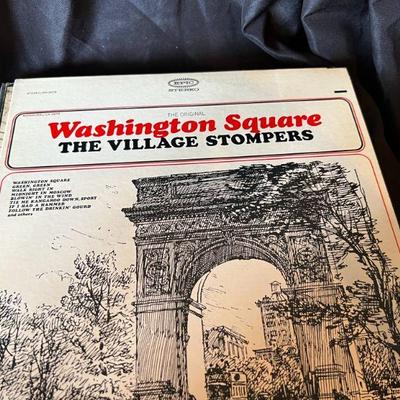 EPIC
STEREO
THE ORIGINAL
Washington Square
THE VILLAGE STOMPERS
WASHINGTON SQUARE
GREEN, GREEN
WALK RIGHT IN
MIDNIGHT IN MOSCOW
BLOWIN' IN THE WIND
TIE ME KANGAROO DOWN, SPORT
IF I HAD A HAMMER
FOLLOW THE DRINKIN' GOURD
and others